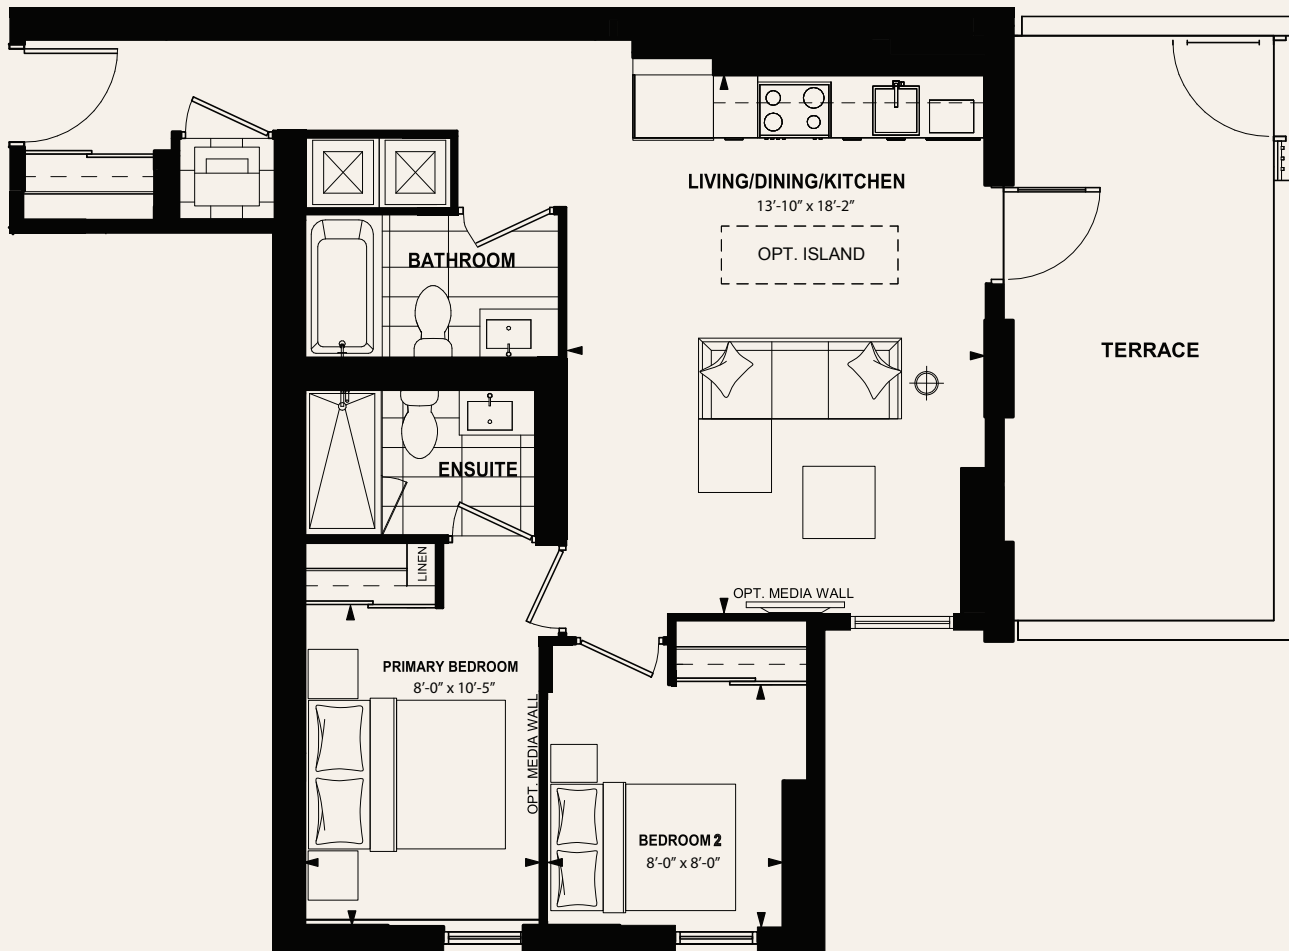 LIVING/DINING/KITCHEN
13'-10" x 18'-2"
OPT. ISLAND
BATHROOM
TERRACE
ENSUITE
LINEN
OPT. MEDIA WALL
PRIMARY BEDROOM
8'-0" x 10'-5"
OPT. MEDIA WALL
BEDROOM 2
8'-0" x 8'-0"